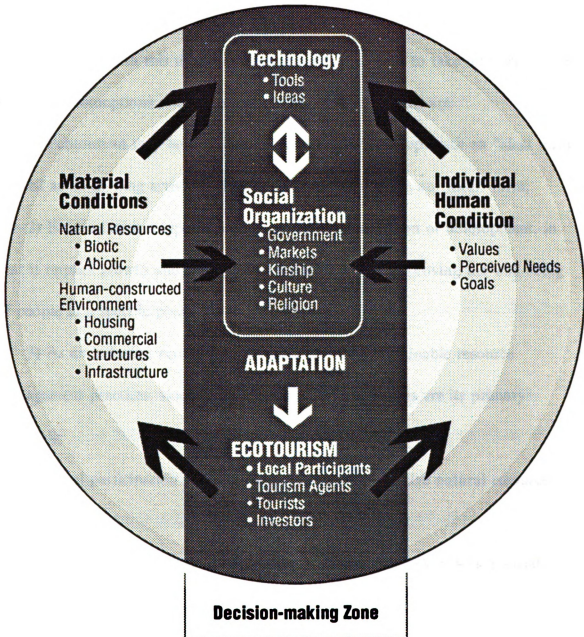 Technology
• Tools
• Ideas
Material
Conditions
Natural Resources
• Biotic
• Abiotic
Human-constructed
Environment
• Housing
• Commercial
structures
• Infrastructure
Social
Organization
• Government
• Markets
• Kinship
• Culture
• Religion
Individual
Human
Condition
• Values
• Perceived Needs
• Goals
ADAPTATION
ECOTOURISM
• Local Participants
• Tourism Agents
• Tourists
• Investors
Decision-making Zone